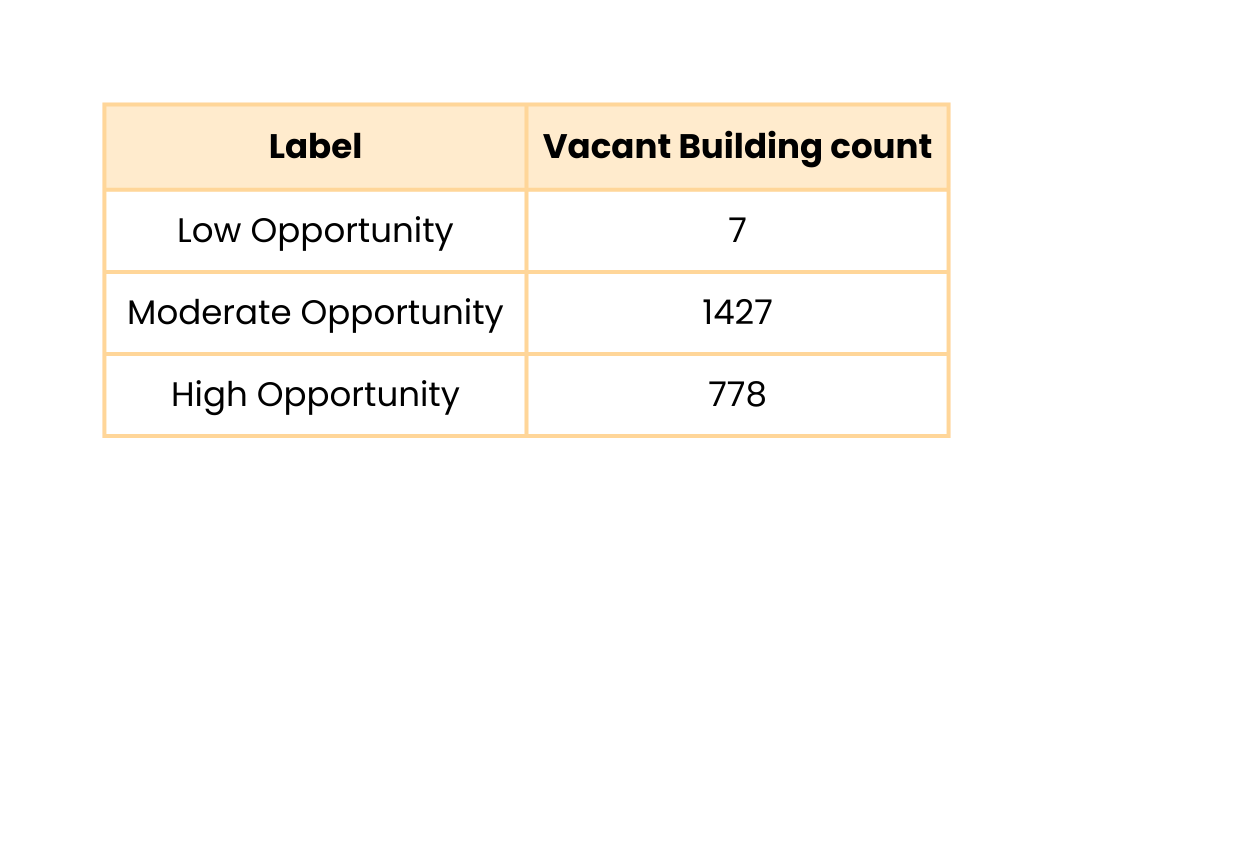 Label Vacant Building count
Low Opportunity 7
Moderate Opportunity 1427
High Opportunity 778